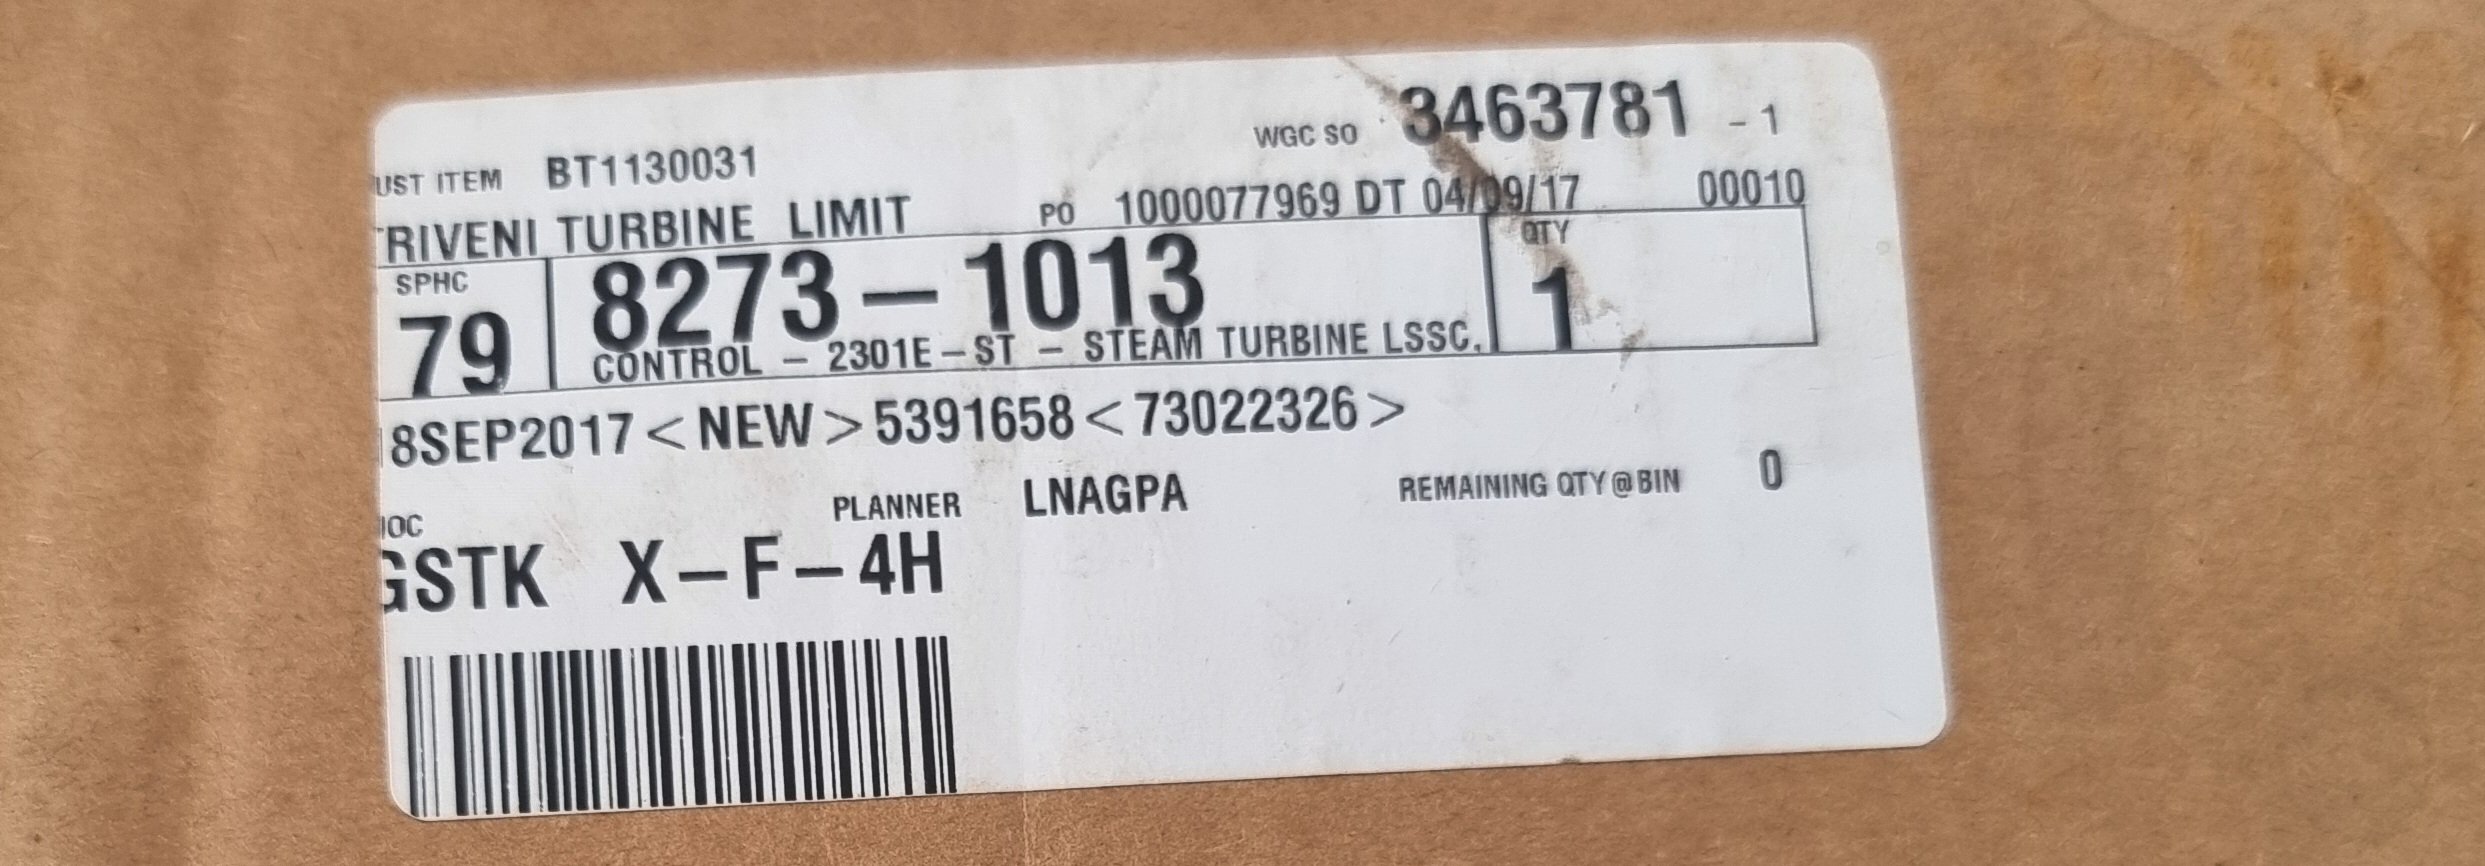 WGC SO 3463781 - 1
UST ITEM BT1130031
PO 1000077969 DT 04/09/17 00010
TRIVENI TURBINE LIMIT
SPHC 79
8273-1013
QTY 1
CONTROL - 2301E-ST - STEAM TURBINE LSSC,
18SEP2017<NEW>5391658<73022326>
PLANNER LNAGPA
REMAINING QTY@BIN 0
OC
GSTK X-F-4H